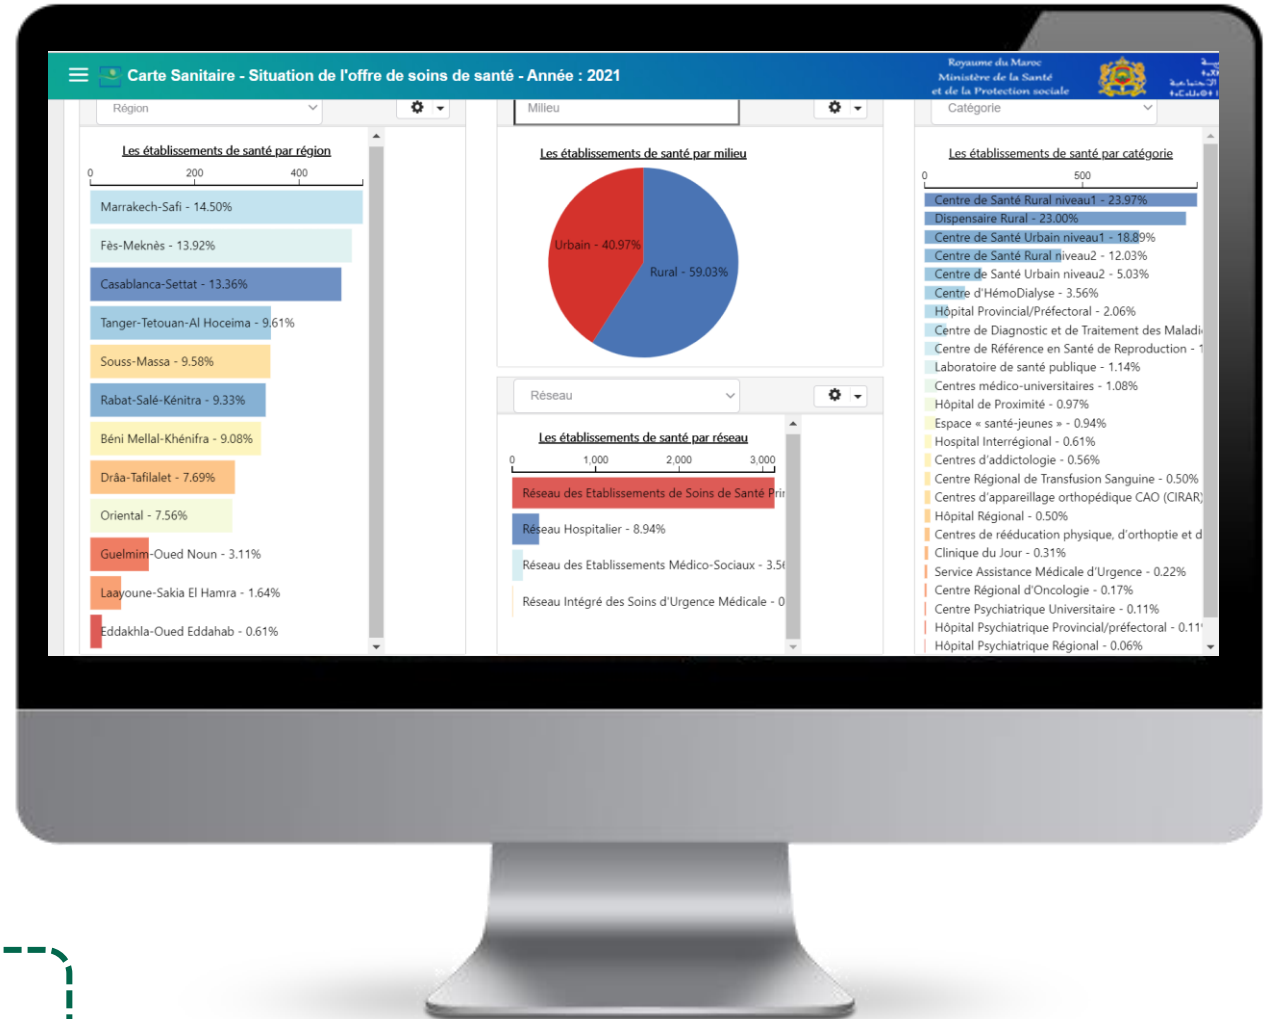 Carte Sanitaire - Situation de l'offre de soins de santé - Année : 2021
Royaume du Maroc
Ministère de la Santé
et de la Protection sociale
Région
Les établissements de santé par région
0 200 400
Marrakech-Safi - 14.50%
Fès-Meknès - 13.92%
Casablanca-Settat - 13.36%
Tanger-Tetouan-Al Hoceima - 9.61%
Souss-Massa - 9.58%
Rabat-Salé-Kénitra - 9.33%
Béni Mellal-Khénifra - 9.08%
Drâa-Tafilalet - 7.69%
Oriental - 7.56%
Guelmim-Oued Noun - 3.11%
Laayoune-Sakia El Hamra - 1.64%
Eddakhla-Oued Eddahab - 0.61%
Milieu
Les établissements de santé par milieu
Urbain - 40.97%
Rural - 59.03%
Rèseau
Les établissements de santé par réseau
0 1,000 2,000 3,000
Réseau des Etablissements de Soins de Santé Pri
Réseau Hospitalier - 8.94%
Réseau des Etablissements Médico-Sociaux - 3.56
Réseau Intégré des Soins d'Urgence Médicale - 0
Catégorie
Les établissements de santé par catégorie
0 500
Centre de Santé Rural niveau1 - 23.97%
Dispensaire Rural - 23.00%
Centre de Santé Urbain niveau1 - 18.89%
Centre de Santé Rural niveau2 - 12.03%
Centre de Santé Urbain niveau2 - 5.03%
Centre d'HémoDialyse - 3.56%
Hôpital Provincial/Préfectoral - 2.06%
Centre de Diagnostic et de Traitement des Maladi
Centre de Référence en Santé de Reproduction - 1
Laboratoire de santé publique - 1.14%
Centres médico-universitaires - 1.08%
Hôpital de Proximité - 0.97%
Espace « santé-jeunes » - 0.94%
Hospital Interrégional - 0.61%
Centres d'addictologie - 0.56%
Centre Régional de Transfusion Sanguine - 0.50%
Centres d'appareillage orthopédique CAO (CIRAR)
Hôpital Régional - 0.50%
Centres de rééducation physique, d'orthoptie et d
Clinique du Jour - 0.31%
Service Assistance Médicale d'Urgence - 0.22%
Centre Régional d'Oncologie - 0.17%
Centre Psychiatrique Universitaire - 0.11%
Hôpital Psychiatrique Provincial/préfectoral - 0.11
Hôpital Psychiatrique Régional - 0.06%